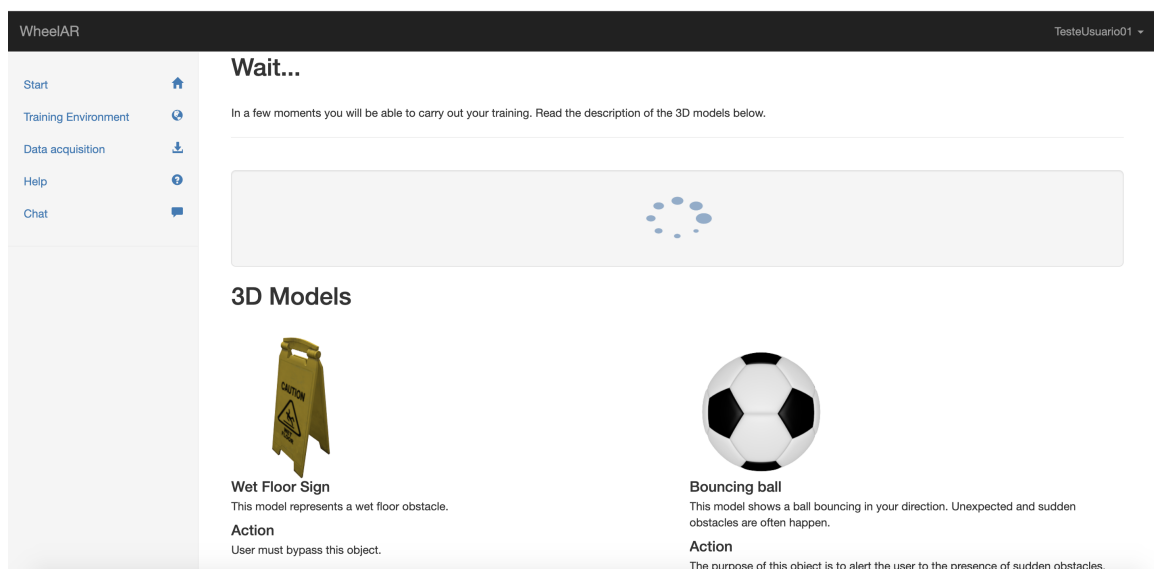 WheelAR
TesteUsuario01
Start
Training Environment
Data acquisition
Help
Chat
Wait...
In a few moments you will be able to carry out your training. Read the description of the 3D models below.
3D Models
CAUTION
WET
FLOOR
Wet Floor Sign
This model represents a wet floor obstacle.
Action
User must bypass this object.
Bouncing ball
This model shows a ball bouncing in your direction. Unexpected and sudden
obstacles are often happen.
Action
The purpose of this object is to alert the user to the presence of sudden obstacles.